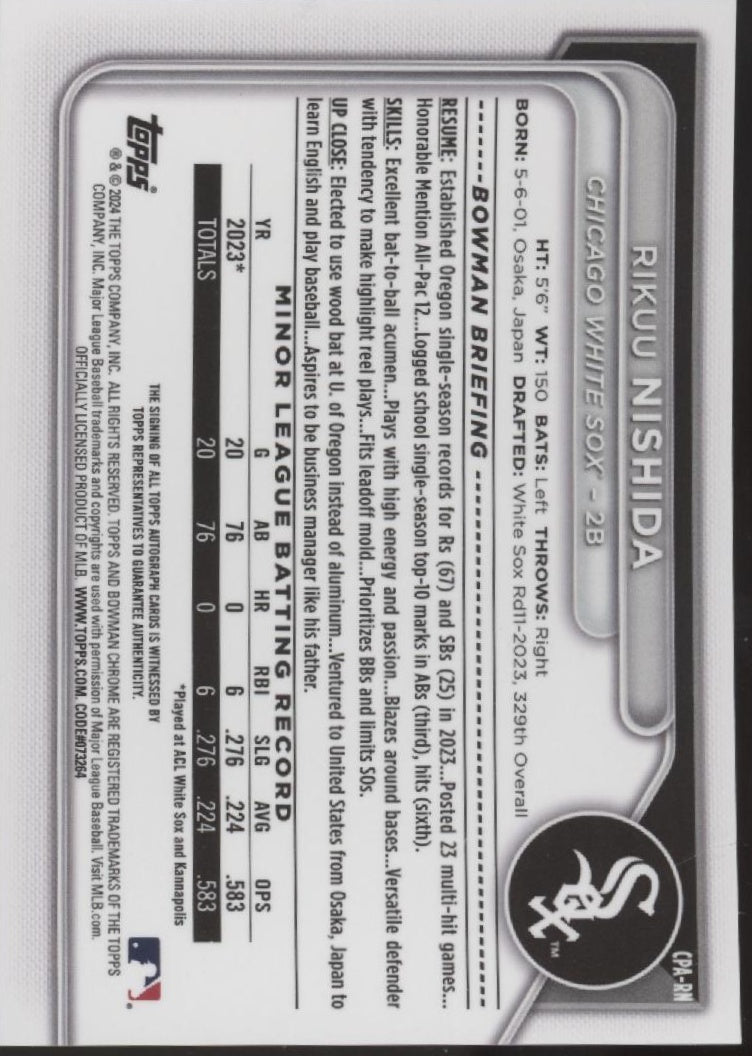 CPA-RN
RIKUU NISHIDA
CHICAGO WHITE SOX® – 2B
Sox
™
HT: 5'6" WT: 150 BATS: Left THROWS: Right
BORN: 5-6-01, Osaka, Japan DRAFTED: White Sox Rd11-2023, 329th Overall
BOWMAN BRIEFING
RESUME: Established Oregon single-season records for Rs (67) and SBs (25) in 2023...Posted 23 multi-hit games...
Honorable Mention All-Pac 12...Logged school single-season top-10 marks in ABs (third), hits (sixth).
SKILLS: Excellent bat-to-ball acumen...Plays with high energy and passion...Blazes around bases...Versatile defender
with tendency to make highlight reel plays...Fits leadoff mold...Prioritizes BBs and limits SOs.
UP CLOSE: Elected to use wood bat at U. of Oregon instead of aluminum...Ventured to United States from Osaka, Japan to
learn English and play baseball...Aspires to be business manager like his father.
MINOR LEAGUE BATTING RECORD
YR G AB HR RBI SLG AVG OPS
2023* 20 76 0 6 .276 .224 .583
TOTALS 20 76 0 6 .276 .224 .583
*Played at ACL White Sox and Kannapolis
THE SIGNING OF ALL TOPPS AUTOGRAPH CARDS IS WITNESSED BY
TOPPS REPRESENTATIVES TO GUARANTEE AUTHENTICITY.
topps®
® & © 2024 THE TOPPS COMPANY, INC. ALL RIGHTS RESERVED. TOPPS AND BOWMAN CHROME ARE REGISTERED TRADEMARKS OF THE TOPPS
COMPANY, INC. Major League Baseball trademarks and copyrights are used with permission of Major League Baseball. Visit MLB.com.
OFFICIALLY LICENSED PRODUCT OF MLB. WWW.TOPPS.COM. CODE#073264